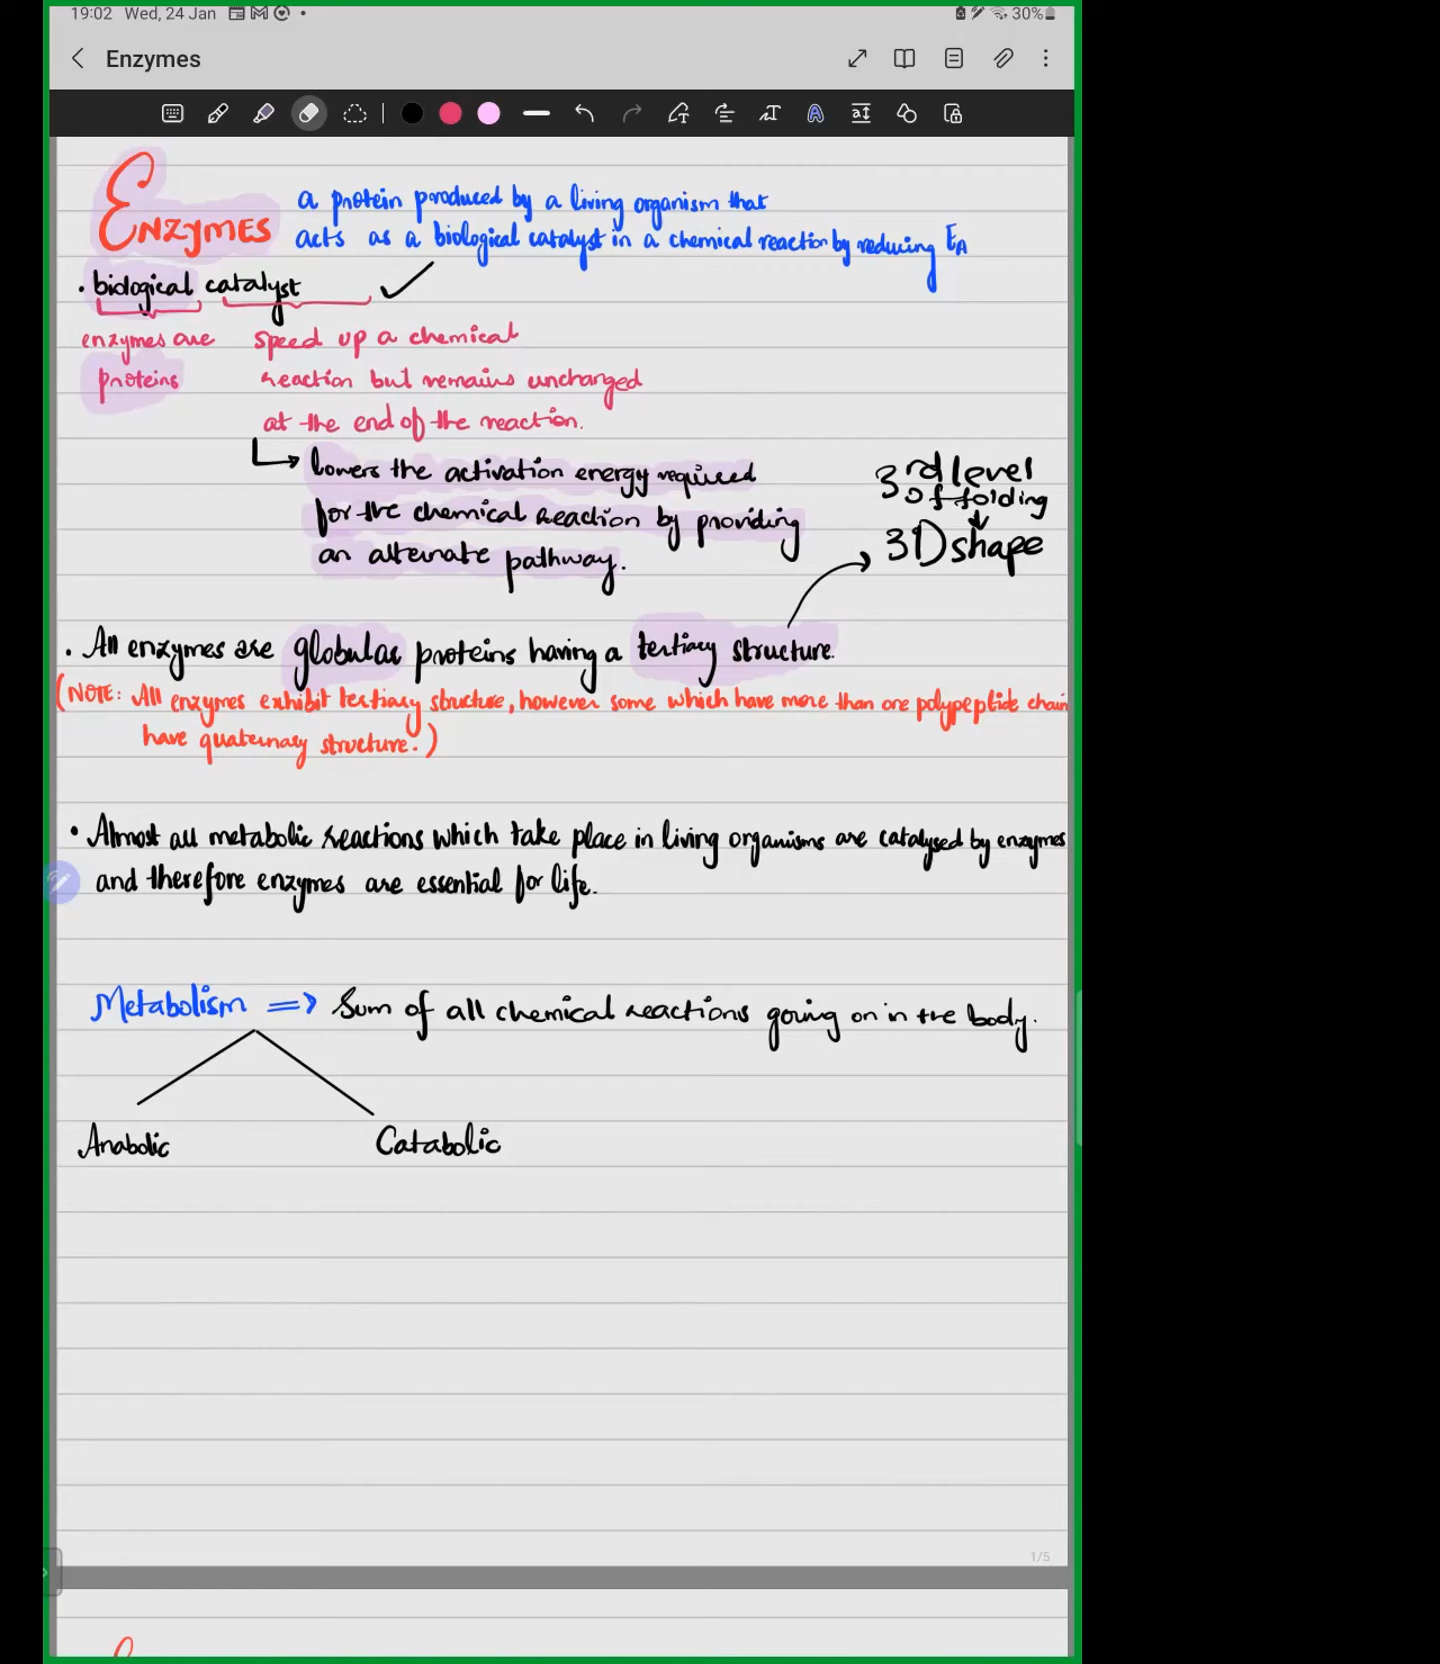 19:02 Wed, 24 Jan
30%
Enzymes
ENZYMES
a protein produced by a living organism that
acts as a biological catalyst in a chemical reaction by reducing EA
• biological catalyst ✓
enzymes are
proteins
speed up a chemical
reaction but remains unchanged
at the end of the reaction.
↳ lowers the activation energy required
for the chemical reaction by providing
an alternate pathway.
3rd level
of folding
↓
3D shape
• All enzymes are globular proteins having a tertiary structure.
(NOTE: All enzymes exhibit tertiary structure, however some which have more than one polypeptide chain
have quaternary structure.)
• Almost all metabolic reactions which take place in living organisms are catalysed by enzymes
and therefore enzymes are essential for life.
Metabolism => Sum of all chemical reactions going on in the body.
Anabolic Catabolic
1/5